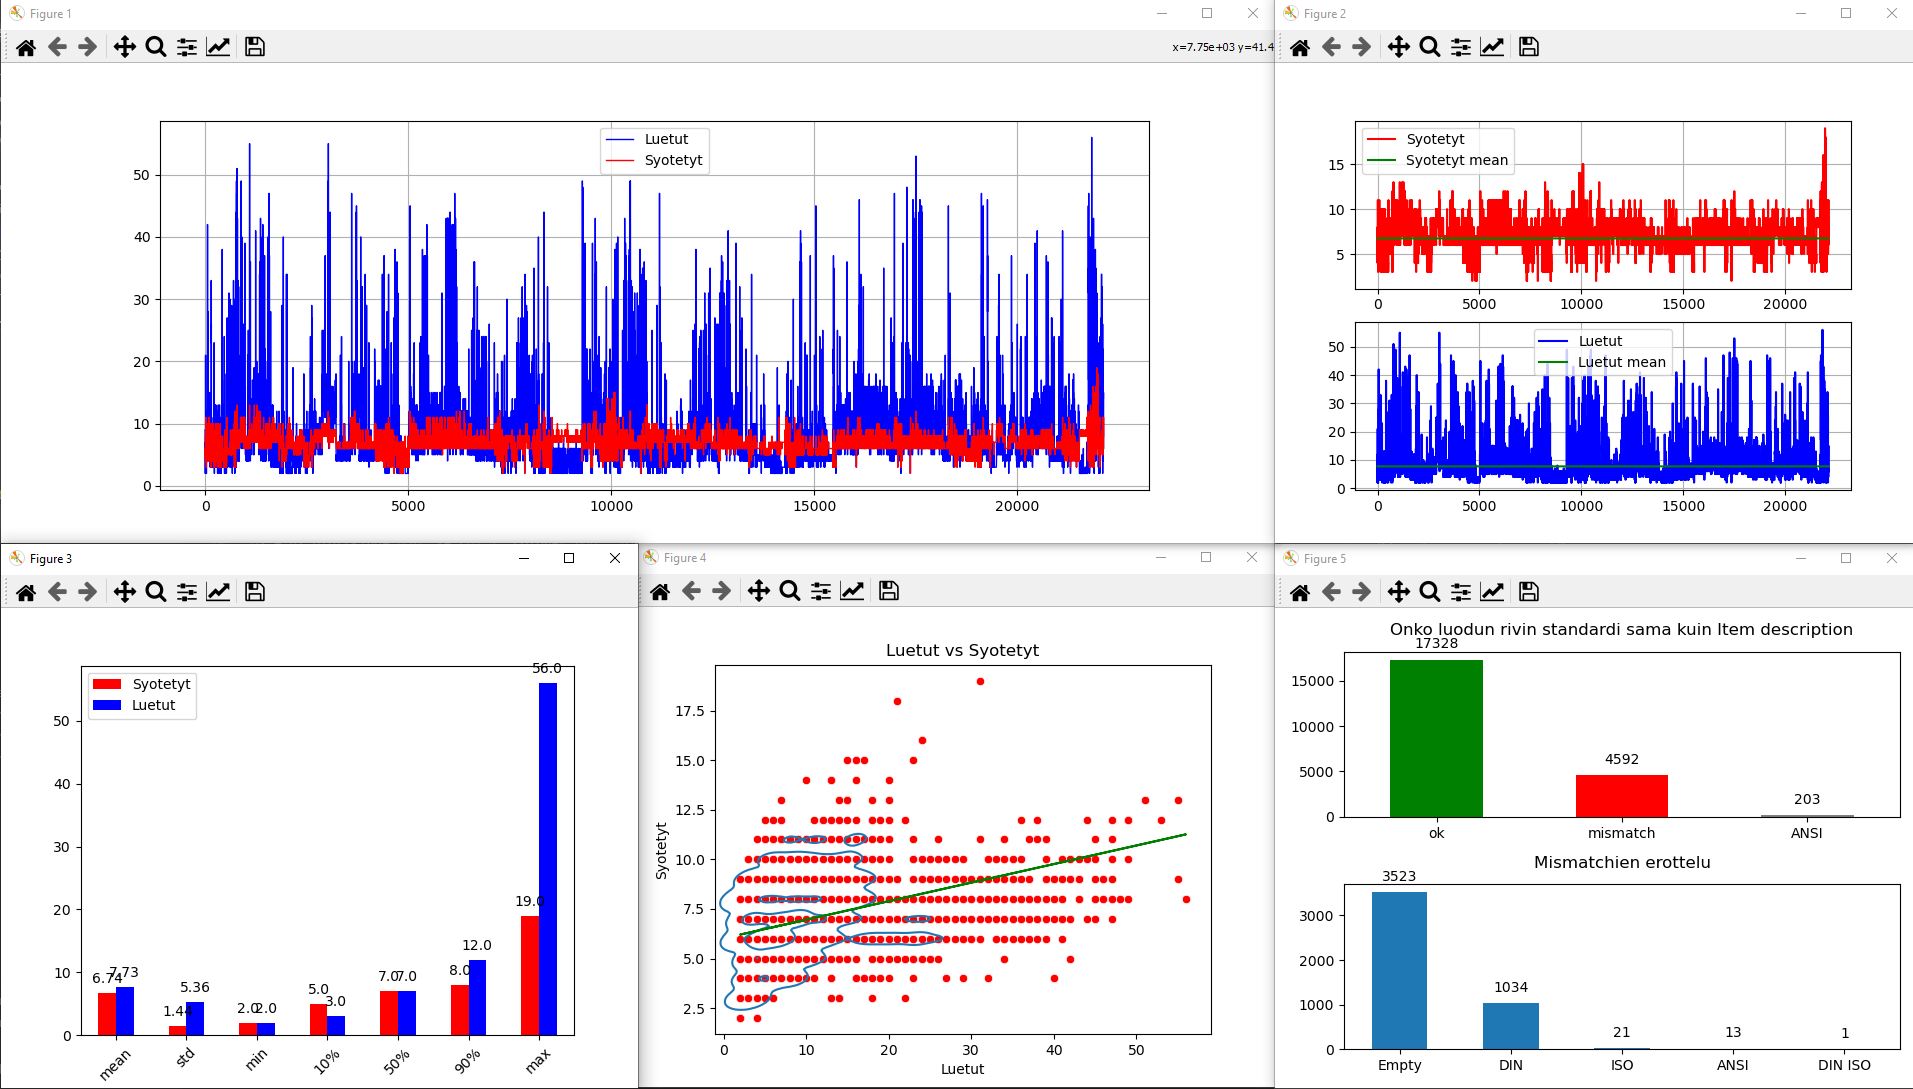 Figure 1
x=7.75e+03 y=41.4
Luetut
Syotetyt
50
40
30
20
10
0
0 5000 10000 15000 20000
Figure 2
Syotetyt
Syotetyt mean
15
10
5
0 5000 10000 15000 20000
Luetut
Luetut mean
50
40
30
20
10
0
0 5000 10000 15000 20000
Figure 3
Syotetyt
Luetut
50
40
30
20
10
0
6.74 7.73
1.44 5.36
2.0 2.0
5.0 3.0
7.0 7.0
8.0 12.0
19.0 56.0
mean std min 10% 50% 90% max
Figure 4
Luetut vs Syotetyt
Syotetyt
17.5
15.0
12.5
10.0
7.5
5.0
2.5
0 10 20 30 40 50
Luetut
Figure 5
Onko luodun rivin standardi sama kuin Item description
17328
4592
203
15000
10000
5000
0
ok mismatch ANSI
Mismatchien erottelu
3523
1034
21
13
1
3000
2000
1000
0
Empty DIN ISO ANSI DIN ISO